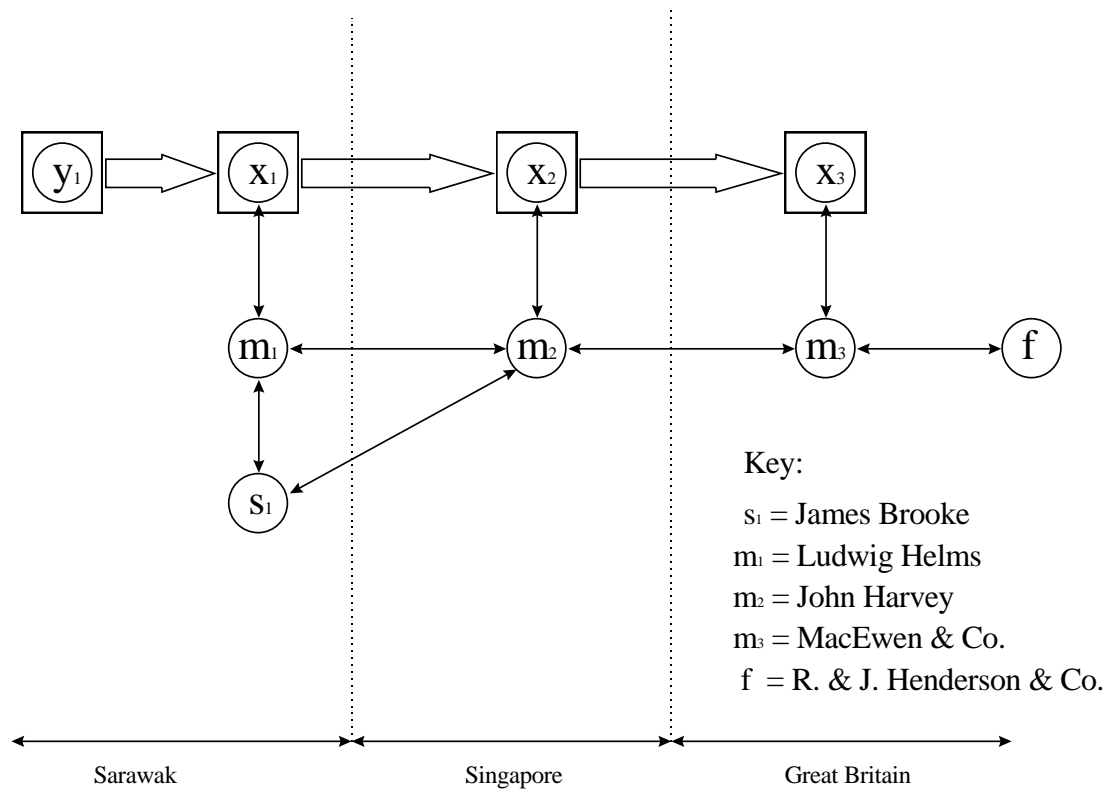 y₁ x₁ x₂ x₃
m₁ m₂ m₃ f
s₁
Key:
s₁ = James Brooke
m₁ = Ludwig Helms
m₂ = John Harvey
m₃ = MacEwen & Co.
f = R. & J. Henderson & Co.
Sarawak Singapore Great Britain